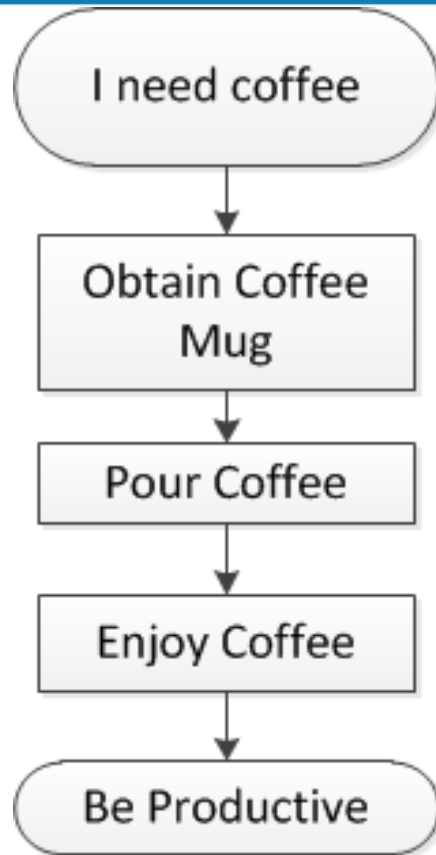 I need coffee
Obtain Coffee
Mug
Pour Coffee
Enjoy Coffee
Be Productive